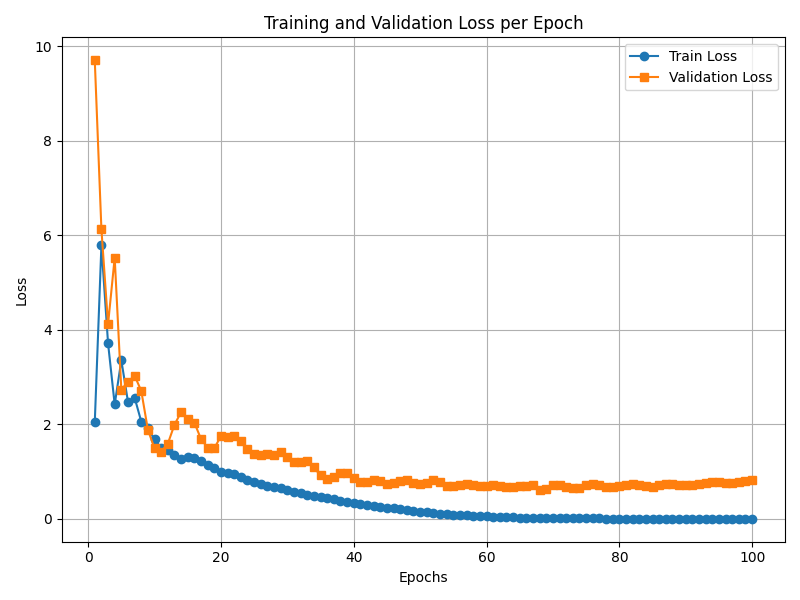 Training and Validation Loss per Epoch
Train Loss
Validation Loss
10
8
6
4
2
0
Loss
0 20 40 60 80 100
Epochs